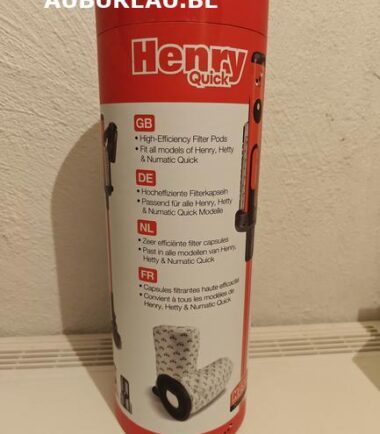 AUBURLAU.BE
Henry
Quick
GB
• High-Efficiency Filter Pods
• Fit all models of Henry, Hetty
& Numatic Quick
DE
• Hocheffiziente Filterkapseln
• Passend für alle Henry, Hetty
& Numatic Quick Modelle
NL
• Zeer efficiënte filter capsules
• Past in alle modellen van Henry,
Hetty & Numatic Quick
FR
• Capsules filtrantes haute efficacité
• Convient à tous les modèles de
Henry, Hetty & Numatic Quick